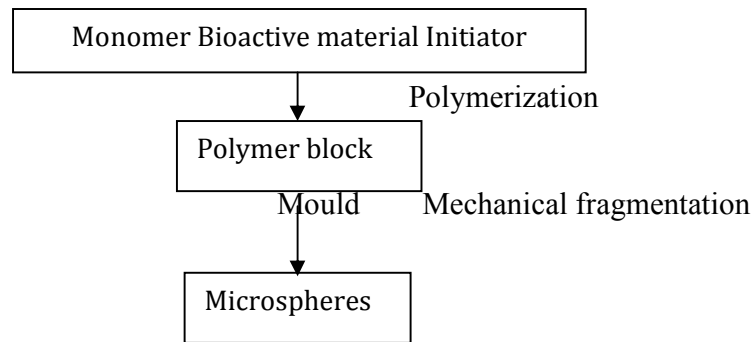 Monomer Bioactive material Initiator
Polymerization
Polymer block
Mould Mechanical fragmentation
Microspheres